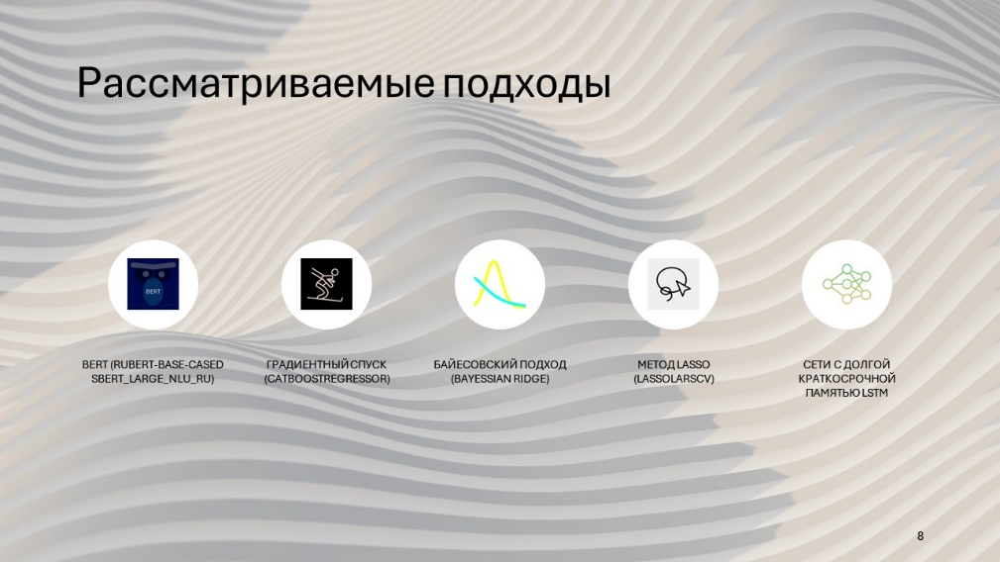 Рассматриваемые подходы
BERT
BERT (RUBERT-BASE-CASED
SBERT_LARGE_NLU_RU)
ГРАДИЕНТНЫЙ СПУСК
(CATBOOSTREGRESSOR)
БАЙЕСОВСКИЙ ПОДХОД
(BAYESSIAN RIDGE)
МЕТОД LASSO
(LASSOLARSCV)
СЕТИ С ДОЛГОЙ
КРАТКОСРОЧНОЙ
ПАМЯТЬЮ LSTM
8